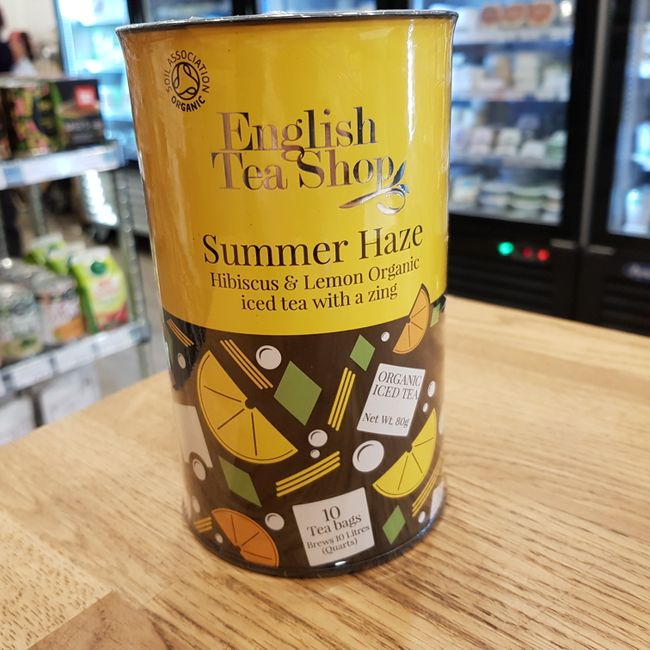 SOIL ASSOCIATION
ORGANIC
English
Tea Shop
Summer Haze
Hibiscus & Lemon Organic
iced tea with a zing
ORGANIC
ICED TEA
Net Wt. 80g
10
Tea bags
Brews 10 Litres
(Quarts)